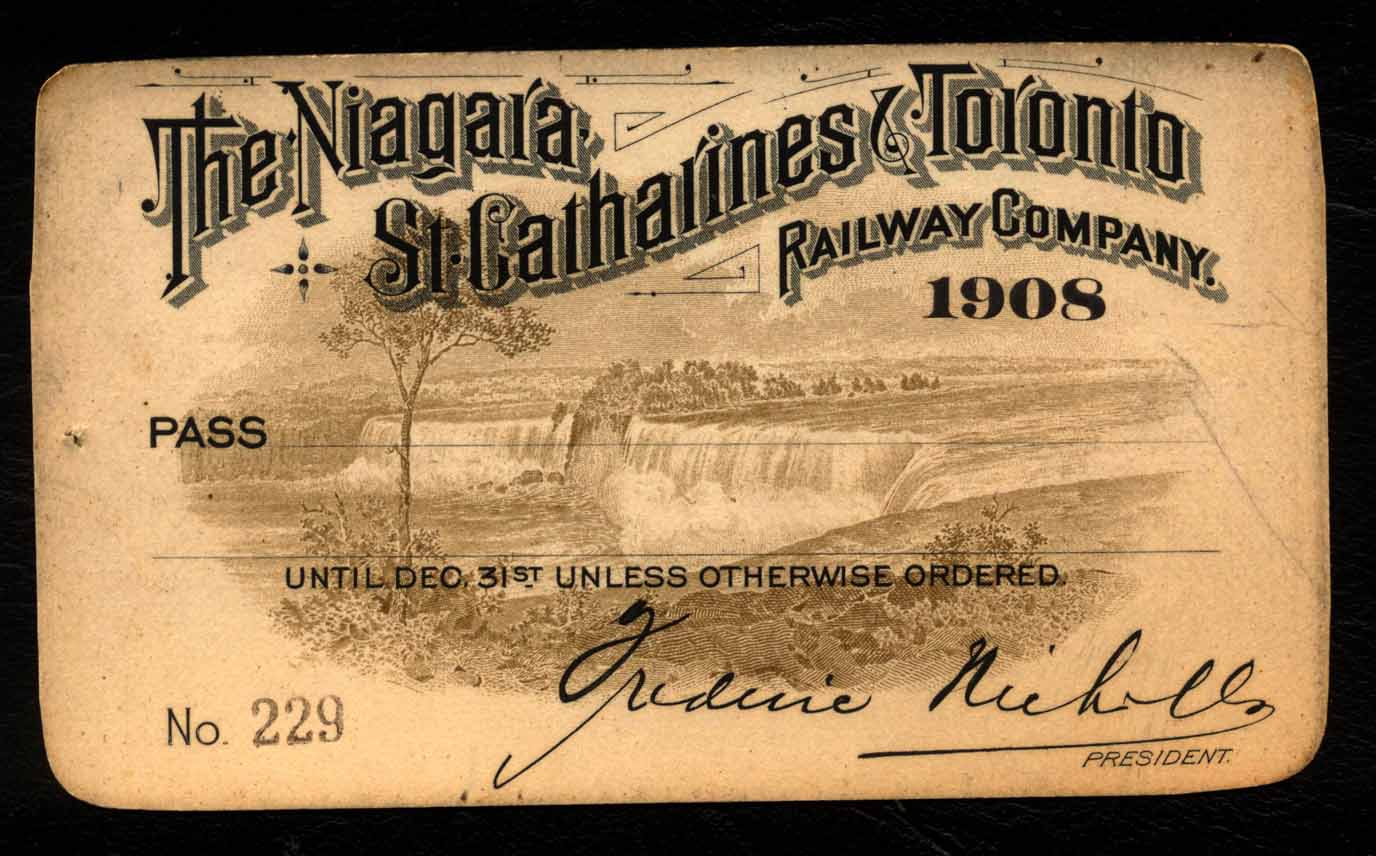 The Niagara
St. Catharines & Toronto
RAILWAY COMPANY.
1908
PASS
UNTIL DEC. 31ST UNLESS OTHERWISE ORDERED.
Frederic Nicholls
No. 229
PRESIDENT.